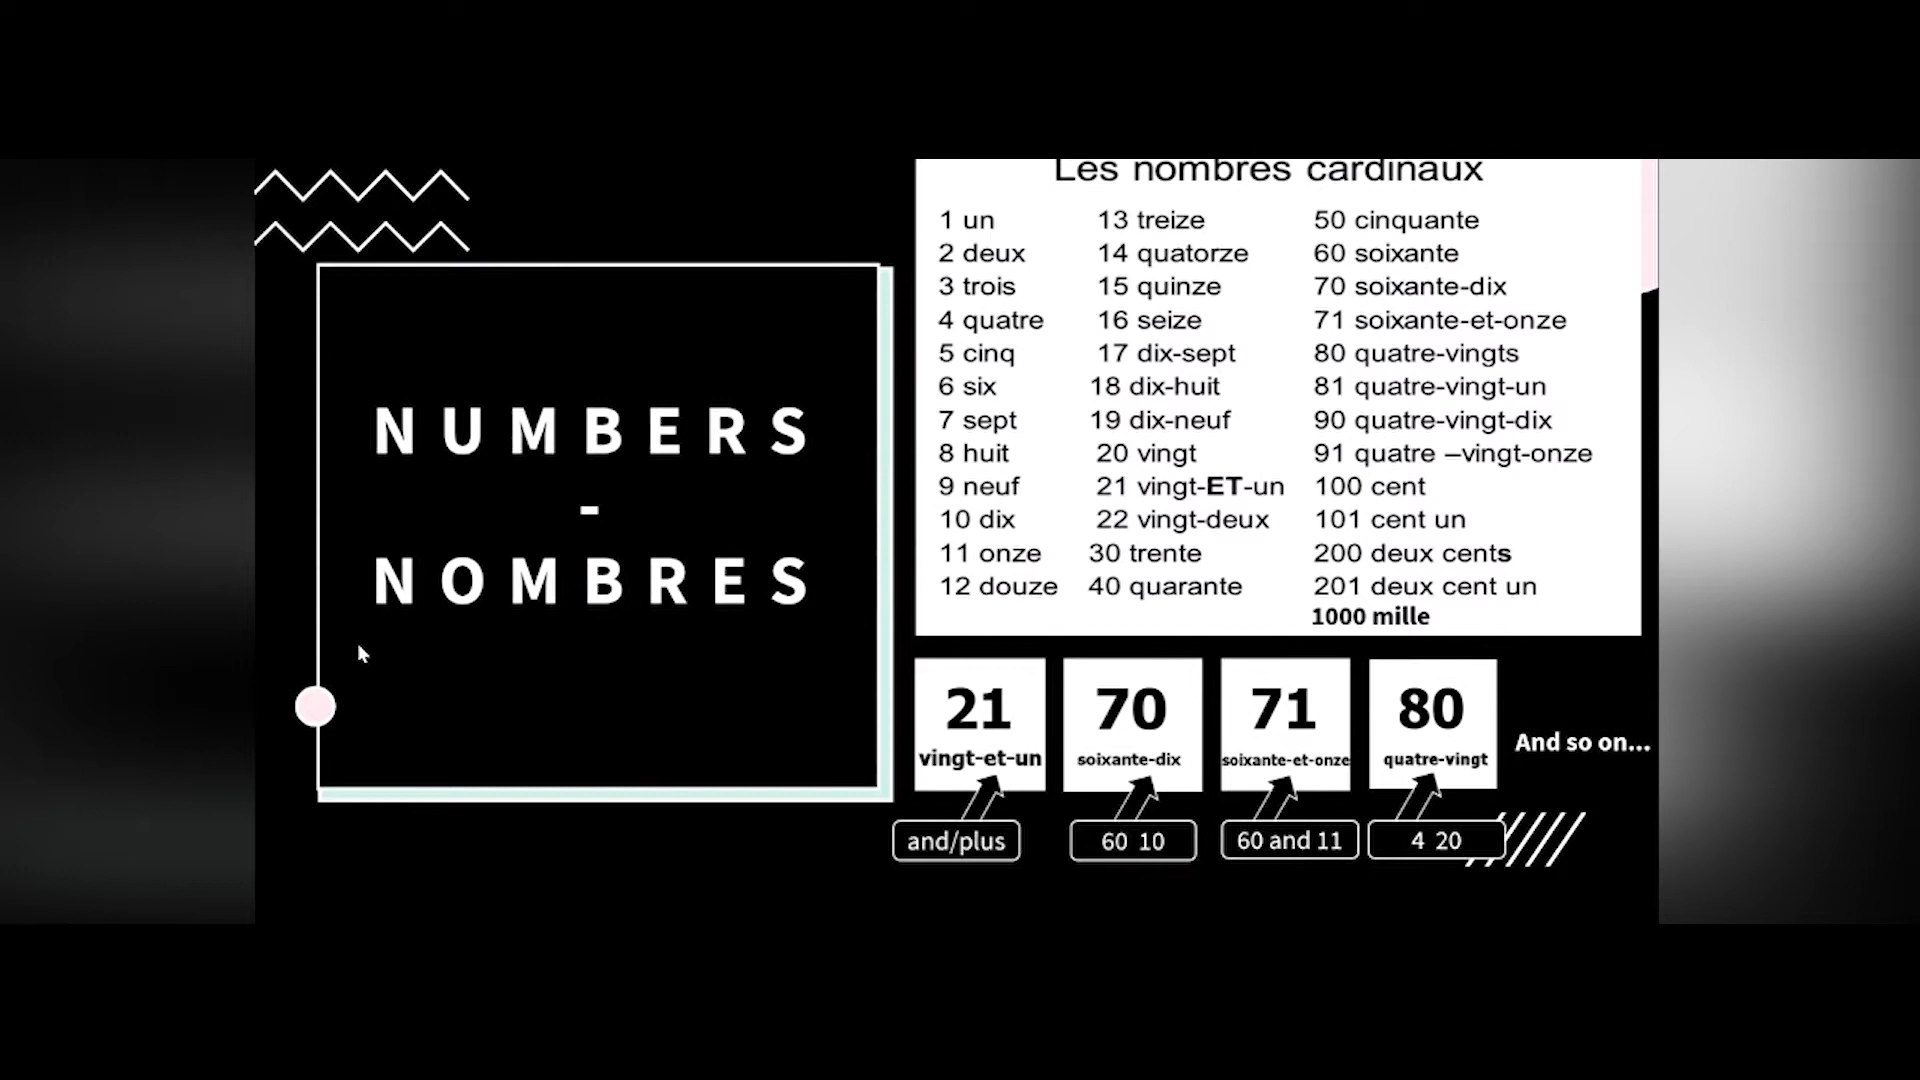 NUMBERS
-
NOMBRES
Les nombres cardinaux
1 un
2 deux
3 trois
4 quatre
5 cinq
6 six
7 sept
8 huit
9 neuf
10 dix
11 onze
12 douze
13 treize
14 quatorze
15 quinze
16 seize
17 dix-sept
18 dix-huit
19 dix-neuf
20 vingt
21 vingt-ET-un
22 vingt-deux
30 trente
40 quarante
50 cinquante
60 soixante
70 soixante-dix
71 soixante-et-onze
80 quatre-vingts
81 quatre-vingt-un
90 quatre-vingt-dix
91 quatre –vingt-onze
100 cent
101 cent un
200 deux cents
201 deux cent un
1000 mille
21
vingt-et-un
and/plus
70
soixante-dix
60 10
71
soixante-et-onze
60 and 11
80
quatre-vingt
4 20
And so on...